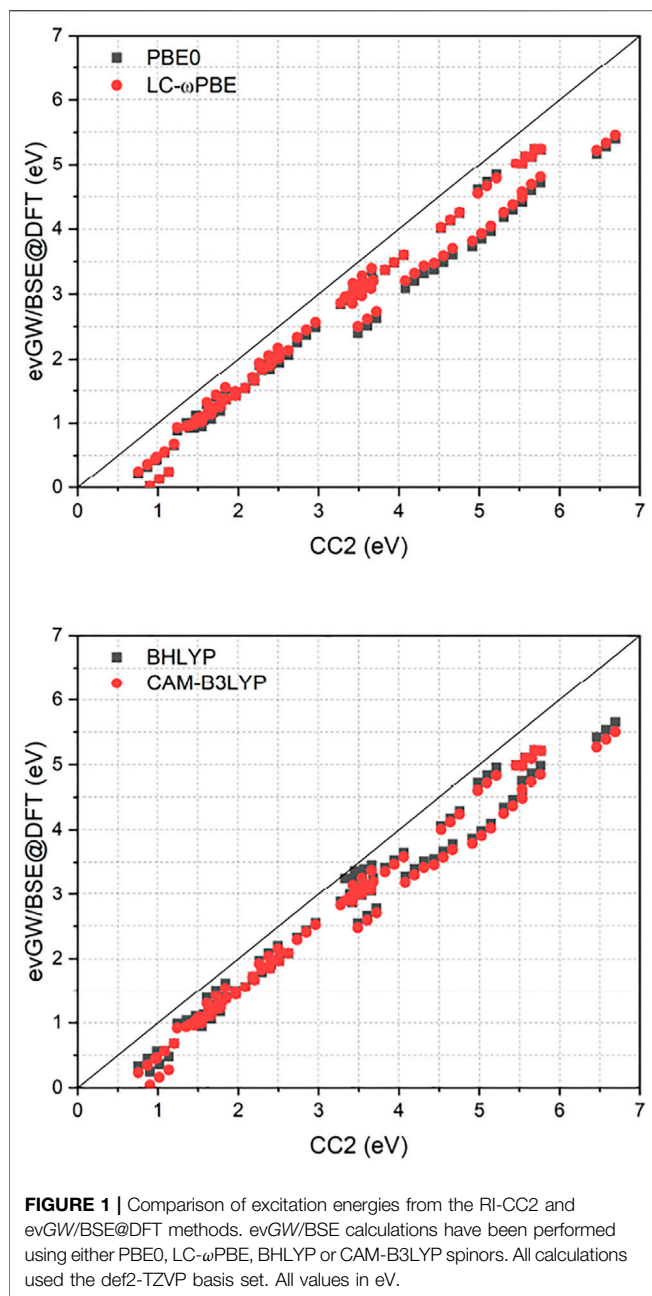 7
6
5
4
3
2
1
0
evGW/BSE@DFT (eV)
PBE0
LC-ωPBE
0 1 2 3 4 5 6 7
CC2 (eV)
7
6
5
4
3
2
1
0
evGW/BSE@DFT (eV)
BHLYP
CAM-B3LYP
0 1 2 3 4 5 6 7
CC2 (eV)
FIGURE 1 | Comparison of excitation energies from the RI-CC2 and
evGW/BSE@DFT methods. evGW/BSE calculations have been performed
using either PBE0, LC-ωPBE, BHLYP or CAM-B3LYP spinors. All calculations
used the def2-TZVP basis set. All values in eV.